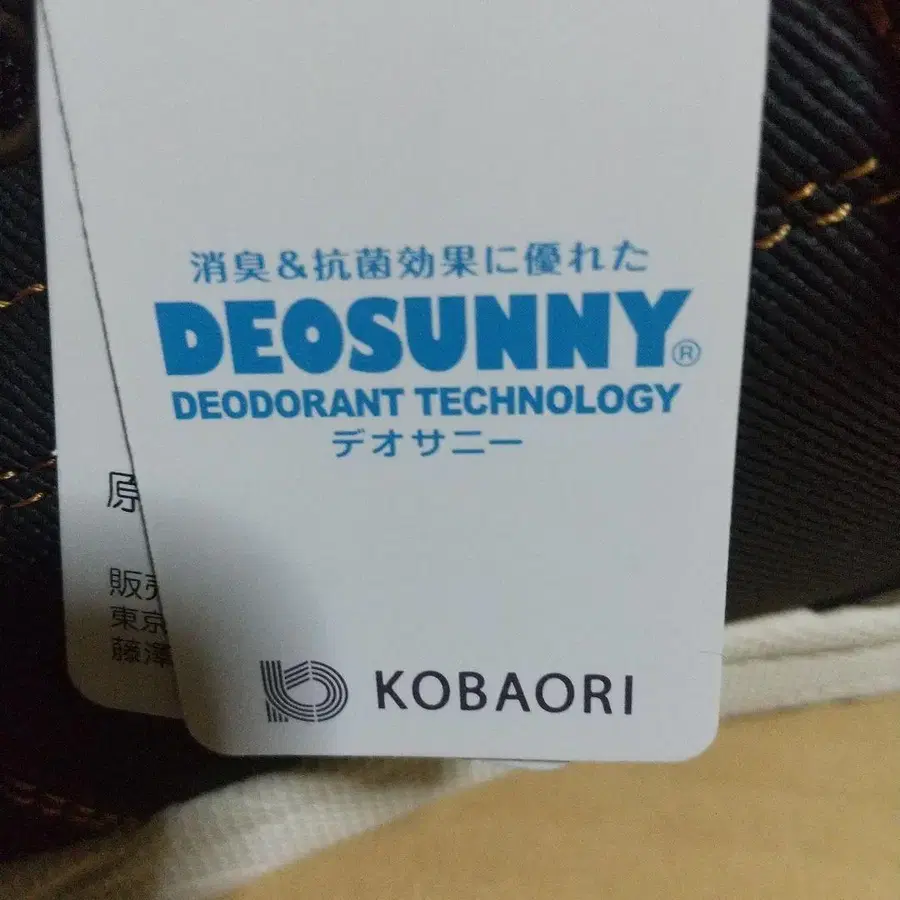 消臭&抗菌効果に優れた
DEOSUNNY®
DEODORANT TECHNOLOGY
デオサニー
原
販売
東京
藤澤
KOBAORI